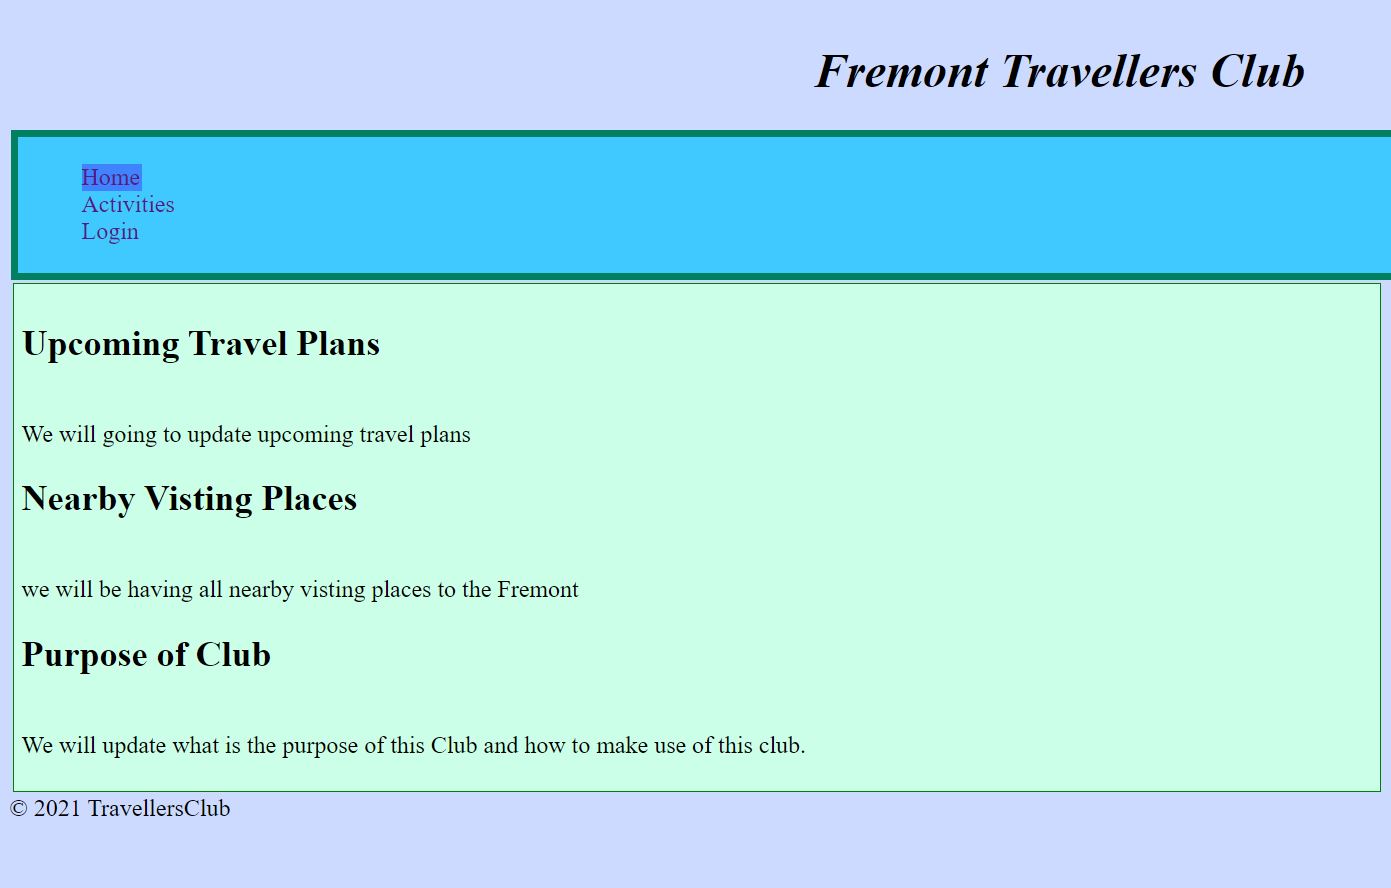 Fremont Travellers Club
Home
Activities
Login
Upcoming Travel Plans
We will going to update upcoming travel plans
Nearby Visting Places
we will be having all nearby visting places to the Fremont
Purpose of Club
We will update what is the purpose of this Club and how to make use of this club.
© 2021 TravellersClub